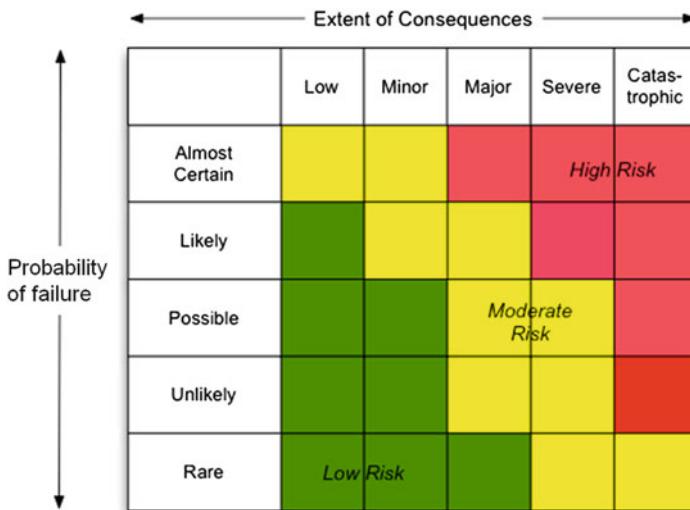 Extent of Consequences
Low Minor Major Severe Catas-
trophic
Almost
Certain
High Risk
Likely
Probability
of failure
Possible
Moderate
Risk
Unlikely
Rare
Low Risk